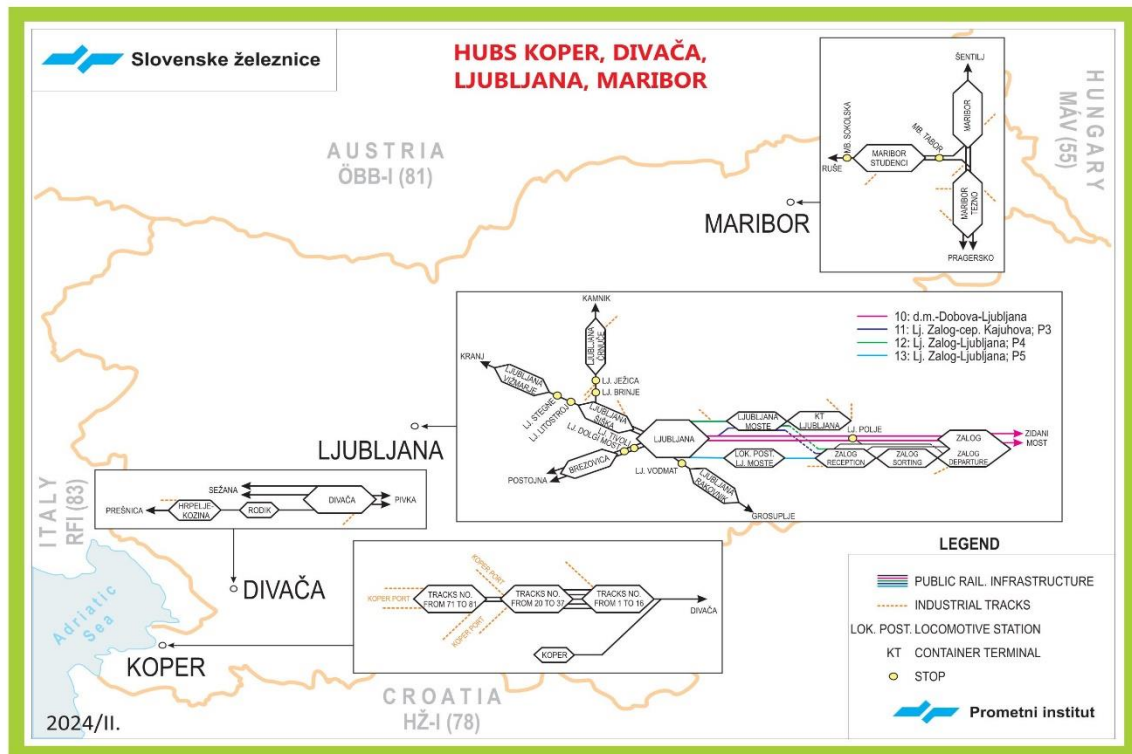 Slovenske železnice
HUBS KOPER, DIVAČA,
LJUBLJANA, MARIBOR
AUSTRIA
ÖBB-I (81)
HUNGARY
MÁV (55)
ITALY
RFI (83)
CROATIA
HŽ-I (78)
Adriatic
Sea
MARIBOR
ŠENTILJ
MARIBOR
MB. TABOR
MB. SOKOLSKA
MARIBOR
STUDENCI
RUŠE
MARIBOR
TEZNO
PRAGERSKO
LJUBLJANA
KAMNIK
LJUBLJANA
ČRNUČE
KRANJ
LJUBLJANA
VIŽMARJE
LJ. JEŽICA
LJ. BRINJE
LJ. STEGNE
LJ. LITOSTROJ
LJUBLJANA
ŠIŠKA
LJ. TIVOLI
LJ. DOLGI MOST
BREZOVICA
POSTOJNA
LJUBLJANA
LJ. VODMAT
LJUBLJANA
RAKOVNIK
GROSUPLJE
LJUBLJANA
MOSTE
KT
LJUBLJANA
LJ. POLJE
LOK. POST.
LJ. MOSTE
ZALOG
RECEPTION
ZALOG
SORTING
ZALOG
ZALOG
DEPARTURE
ZIDANI
MOST
10: d.m.-Dobova-Ljubljana
11: Lj. Zalog-cep. Kajuhova; P3
12: Lj. Zalog-Ljubljana; P4
13: Lj. Zalog-Ljubljana; P5
SEŽANA
DIVAČA
PIVKA
PREŠNICA
HRPELJE-
KOZINA
RODIK
DIVAČA
KOPER PORT
KOPER PORT
KOPER PORT
TRACKS NO.
FROM 71 TO 81
TRACKS NO.
FROM 20 TO 37
TRACKS NO.
FROM 1 TO 16
DIVAČA
KOPER
KOPER
LEGEND
PUBLIC RAIL. INFRASTRUCTURE
INDUSTRIAL TRACKS
LOK. POST. LOCOMOTIVE STATION
KT CONTAINER TERMINAL
STOP
Prometni institut
2024/II.